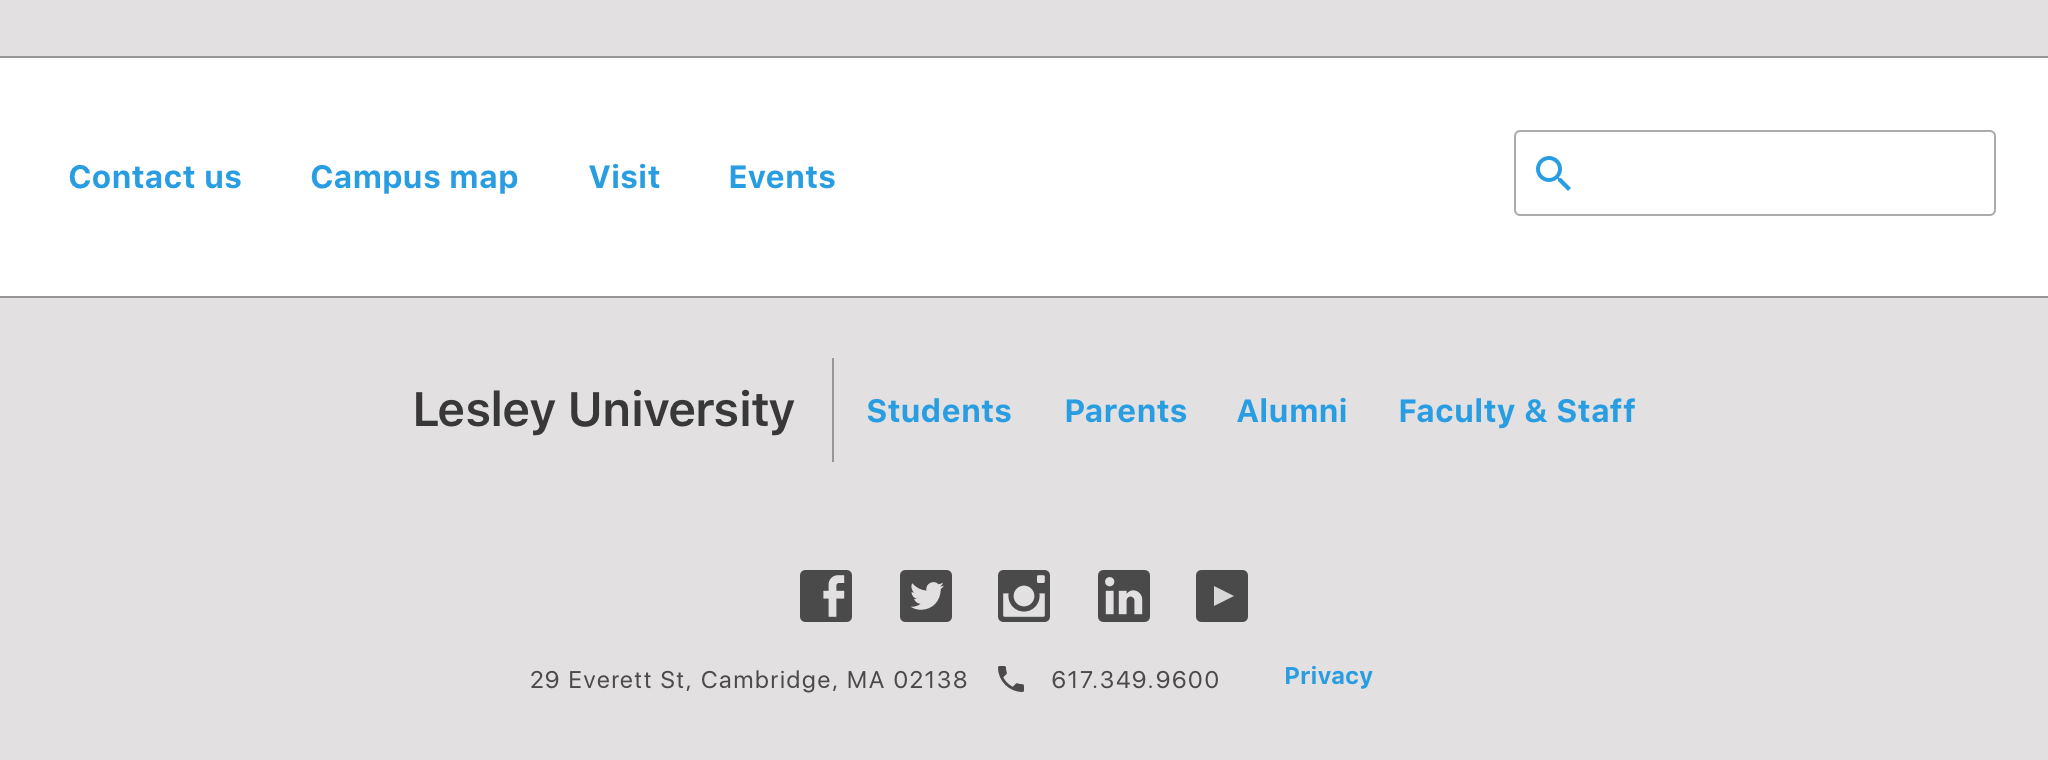 Contact us Campus map Visit Events
Lesley University Students Parents Alumni Faculty & Staff
29 Everett St, Cambridge, MA 02138 617.349.9600 Privacy